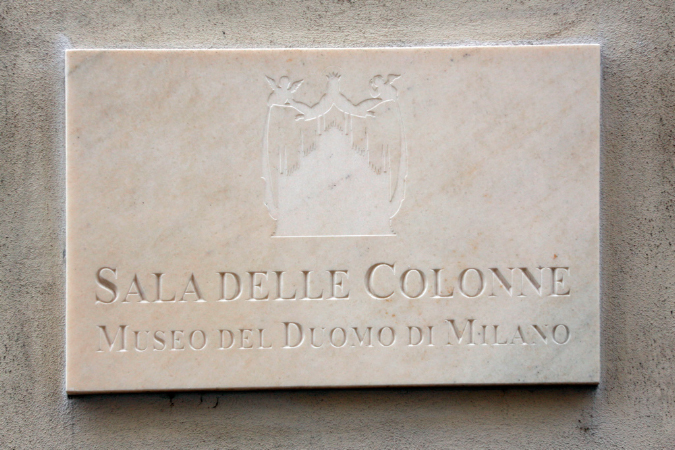 SALA DELLE COLONNE
MUSEO DEL DUOMO DI MILANO